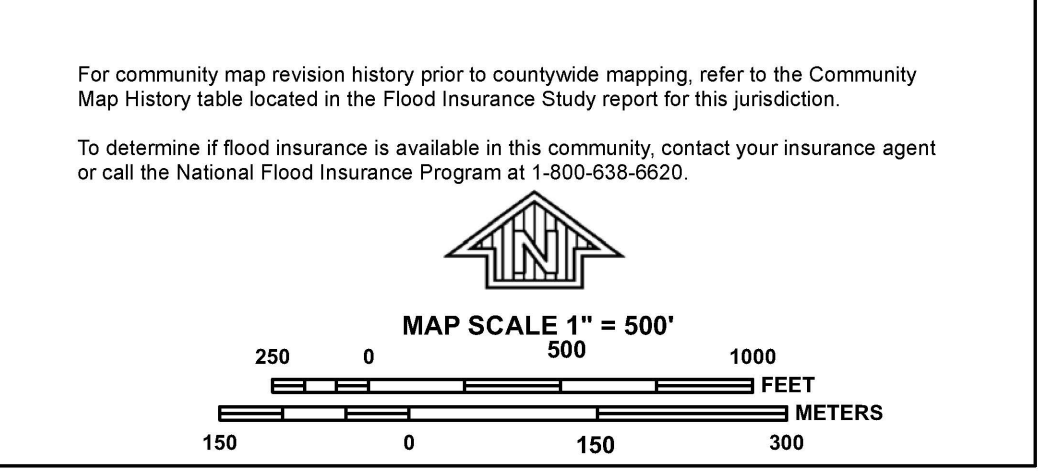 For community map revision history prior to countywide mapping, refer to the Community
Map History table located in the Flood Insurance Study report for this jurisdiction.
To determine if flood insurance is available in this community, contact your insurance agent
or call the National Flood Insurance Program at 1-800-638-6620.
N
MAP SCALE 1" = 500'
250 0 500 1000
FEET
METERS
150 0 150 300